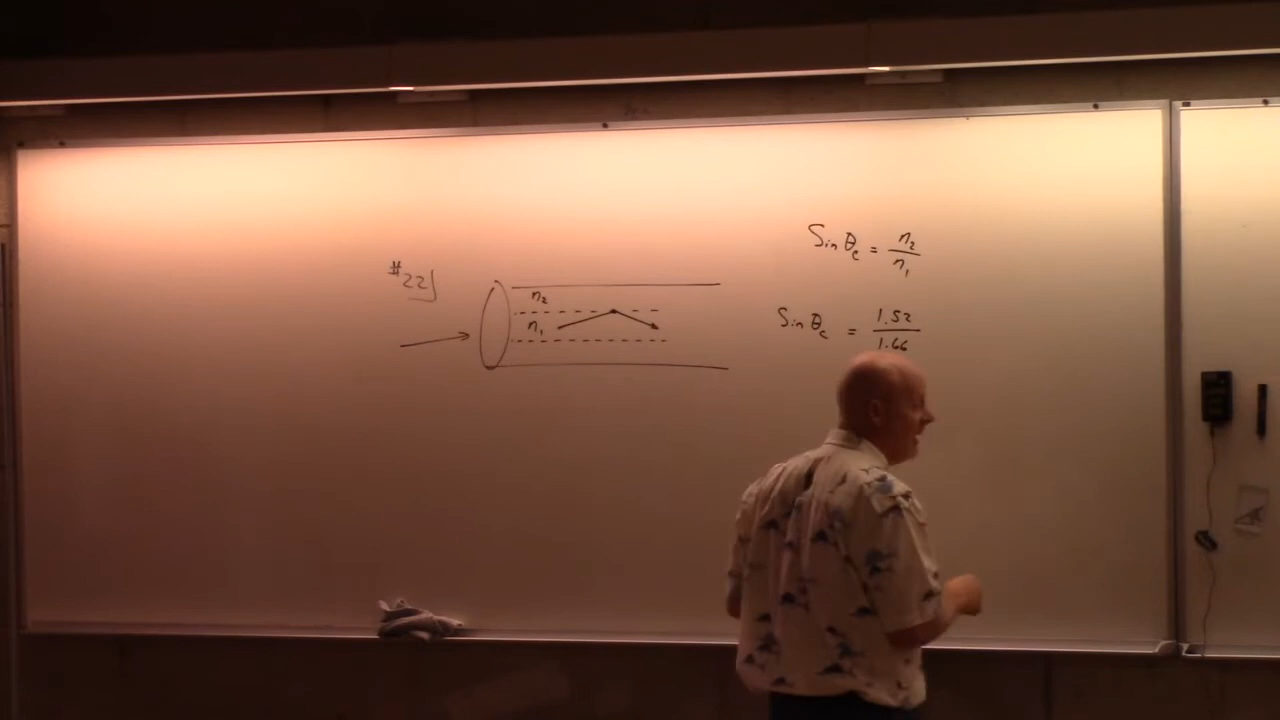 #22
n₂
n₁
Sin θc = n₂/n₁
Sin θc = 1.52/1.66